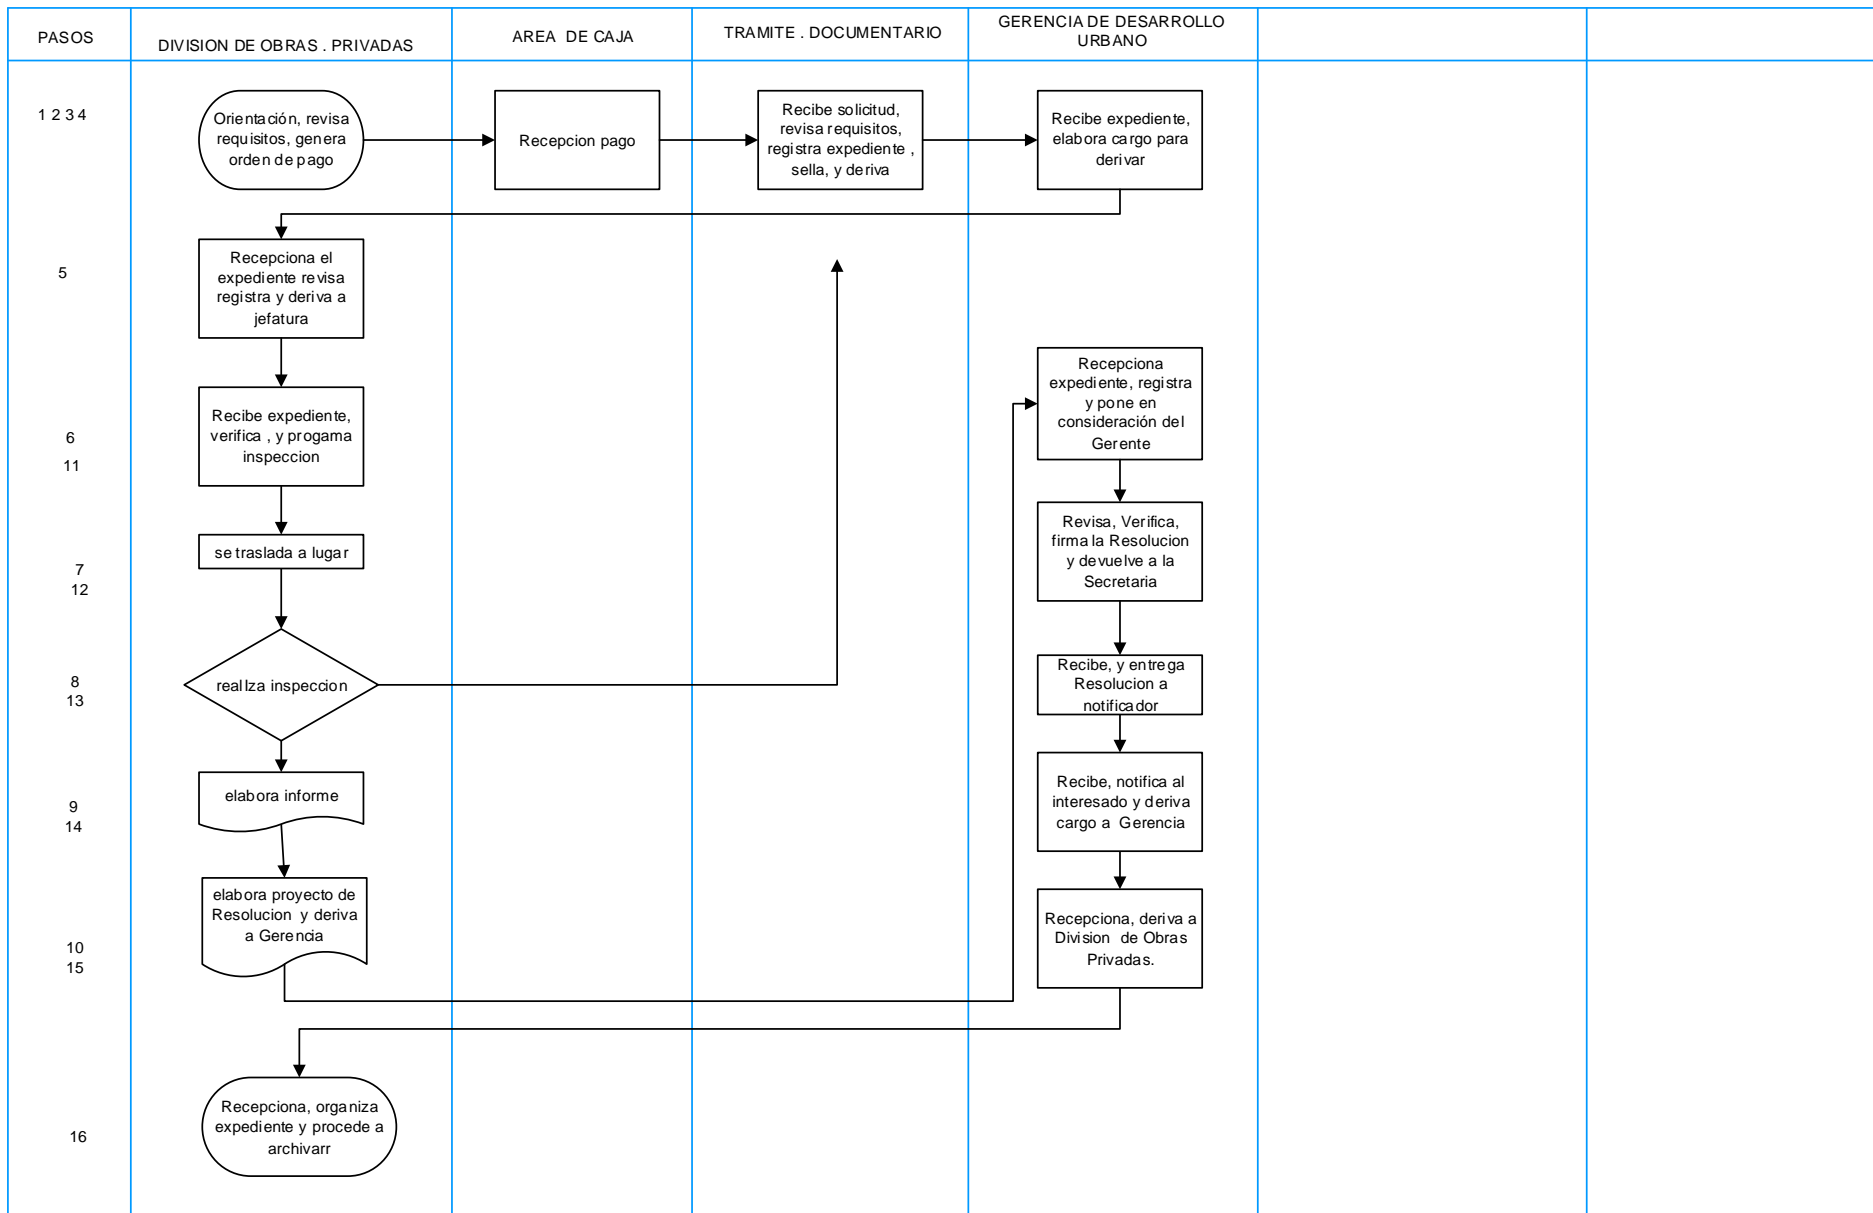 PASOS
DIVISION DE OBRAS . PRIVADAS
AREA DE CAJA
TRAMITE . DOCUMENTARIO
GERENCIA DE DESARROLLO
URBANO
1 2 3 4
Orientación, revisa
requisitos, genera
orden de pago
Recepcion pago
Recibe solicitud,
revisa requisitos,
registra expediente ,
sella, y deriva
Recibe expediente,
elabora cargo para
derivar
5
Recepciona el
expediente revisa
registra y deriva a
jefatura
6
11
Recibe expediente,
verifica , y progama
inspeccion
Recepciona
expediente, registra
y pone en
consideración del
Gerente
7
12
se traslada a lugar
Revisa, Verifica,
firma la Resolucion
y devuelve a la
Secretaria
8
13
realIza inspeccion
Recibe, y entrega
Resolucion a
notificador
9
14
elabora informe
Recibe, notifica al
interesado y deriva
cargo a Gerencia
10
15
elabora proyecto de
Resolucion y deriva
a Gerencia
Recepciona, deriva a
Division de Obras
Privadas.
16
Recepciona, organiza
expediente y procede a
archivarr